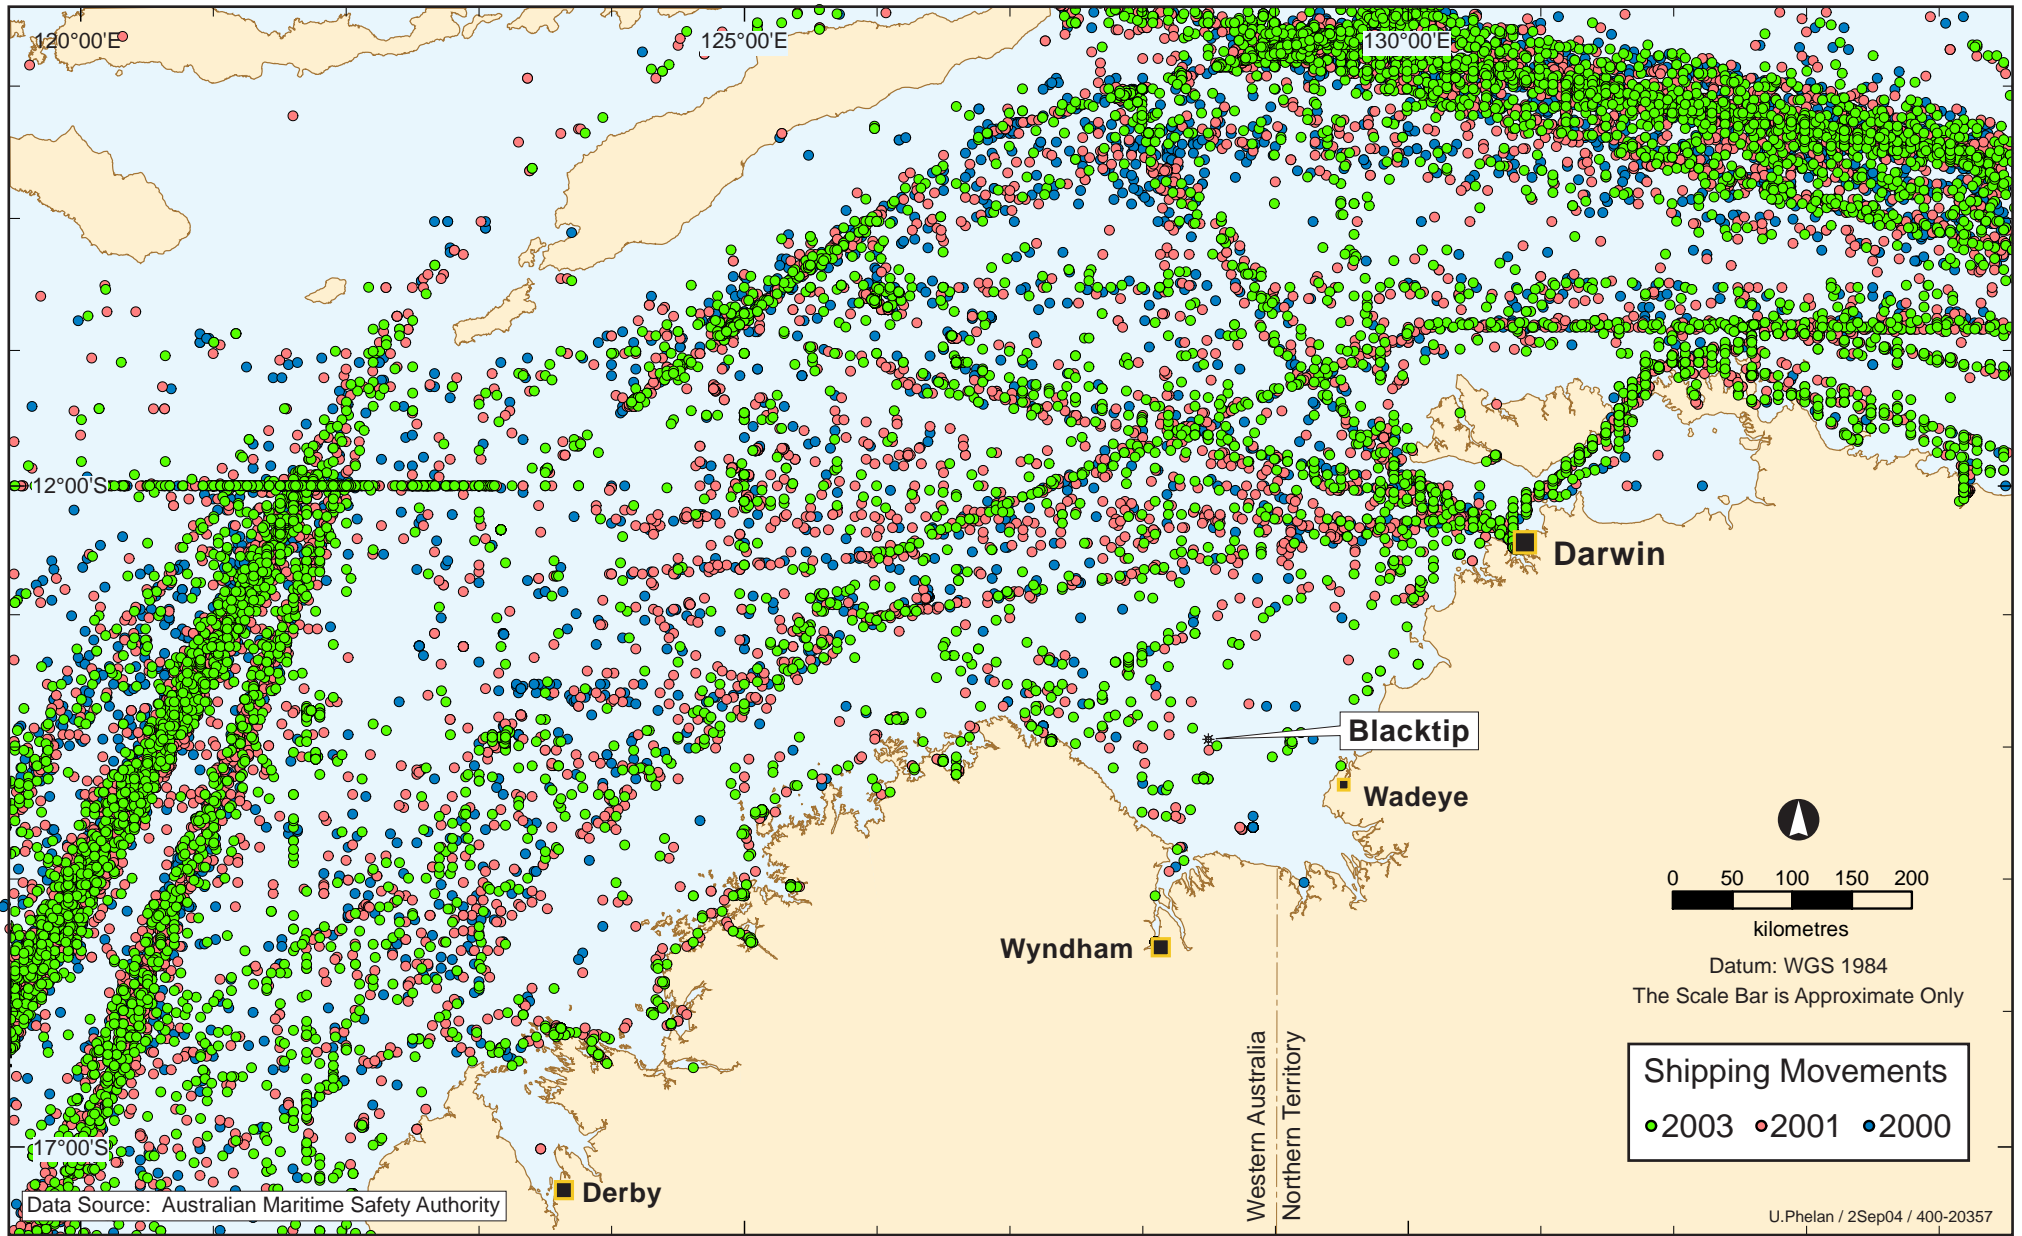 120°00'E
125°00'E
130°00'E
12°00'S
Darwin
Blacktip
Wadeye
0 50 100 150 200
kilometres
Wyndham
Datum: WGS 1984
The Scale Bar is Approximate Only
Western Australia
Northern Territory
Shipping Movements
2003 2001 2000
17°00'S
Derby
Data Source: Australian Maritime Safety Authority
U.Phelan / 2Sep04 / 400-20357